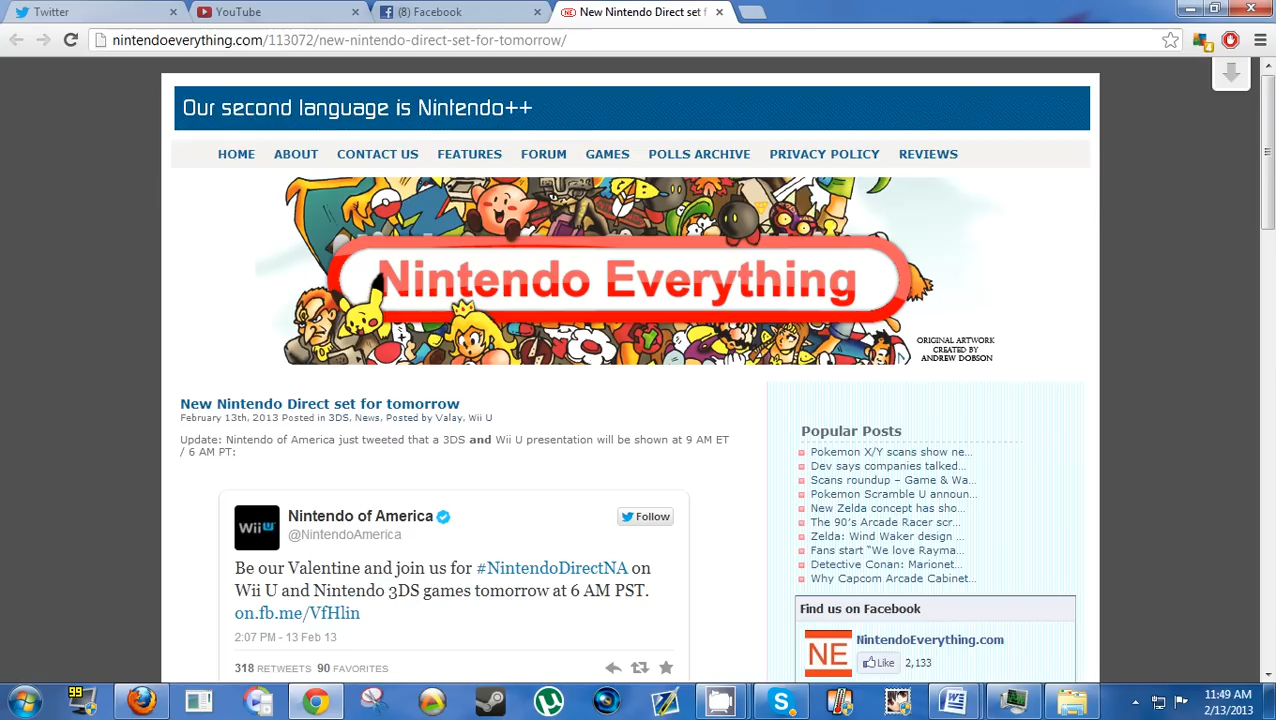 Twitter
YouTube
(8) Facebook
New Nintendo Direct set f
nintendoeverything.com/113072/new-nintendo-direct-set-for-tomorrow/
Our second language is Nintendo++
HOME ABOUT CONTACT US FEATURES FORUM GAMES POLLS ARCHIVE PRIVACY POLICY REVIEWS
Nintendo Everything
ORIGINAL ARTWORK
CREATED BY
ANDREW DOBSON
New Nintendo Direct set for tomorrow
February 13th, 2013 Posted in 3DS, News, Posted by Valay, Wii U
Update: Nintendo of America just tweeted that a 3DS and Wii U presentation will be shown at 9 AM ET
/ 6 AM PT:
WiiU
Nintendo of America
Follow
@NintendoAmerica
Be our Valentine and join us for #NintendoDirectNA on
Wii U and Nintendo 3DS games tomorrow at 6 AM PST.
on.fb.me/VfHlin
2:07 PM - 13 Feb 13
318 RETWEETS 90 FAVORITES
Popular Posts
Pokemon X/Y scans show ne...
Dev says companies talked...
Scans roundup – Game & Wa...
Pokemon Scramble U announ...
New Zelda concept has sho...
The 90's Arcade Racer scr...
Zelda: Wind Waker design ...
Fans start "We love Rayma...
Detective Conan: Marionet...
Why Capcom Arcade Cabinet...
Find us on Facebook
NE
NintendoEverything.com
Like 2,133
99
11:49 AM
2/13/2013